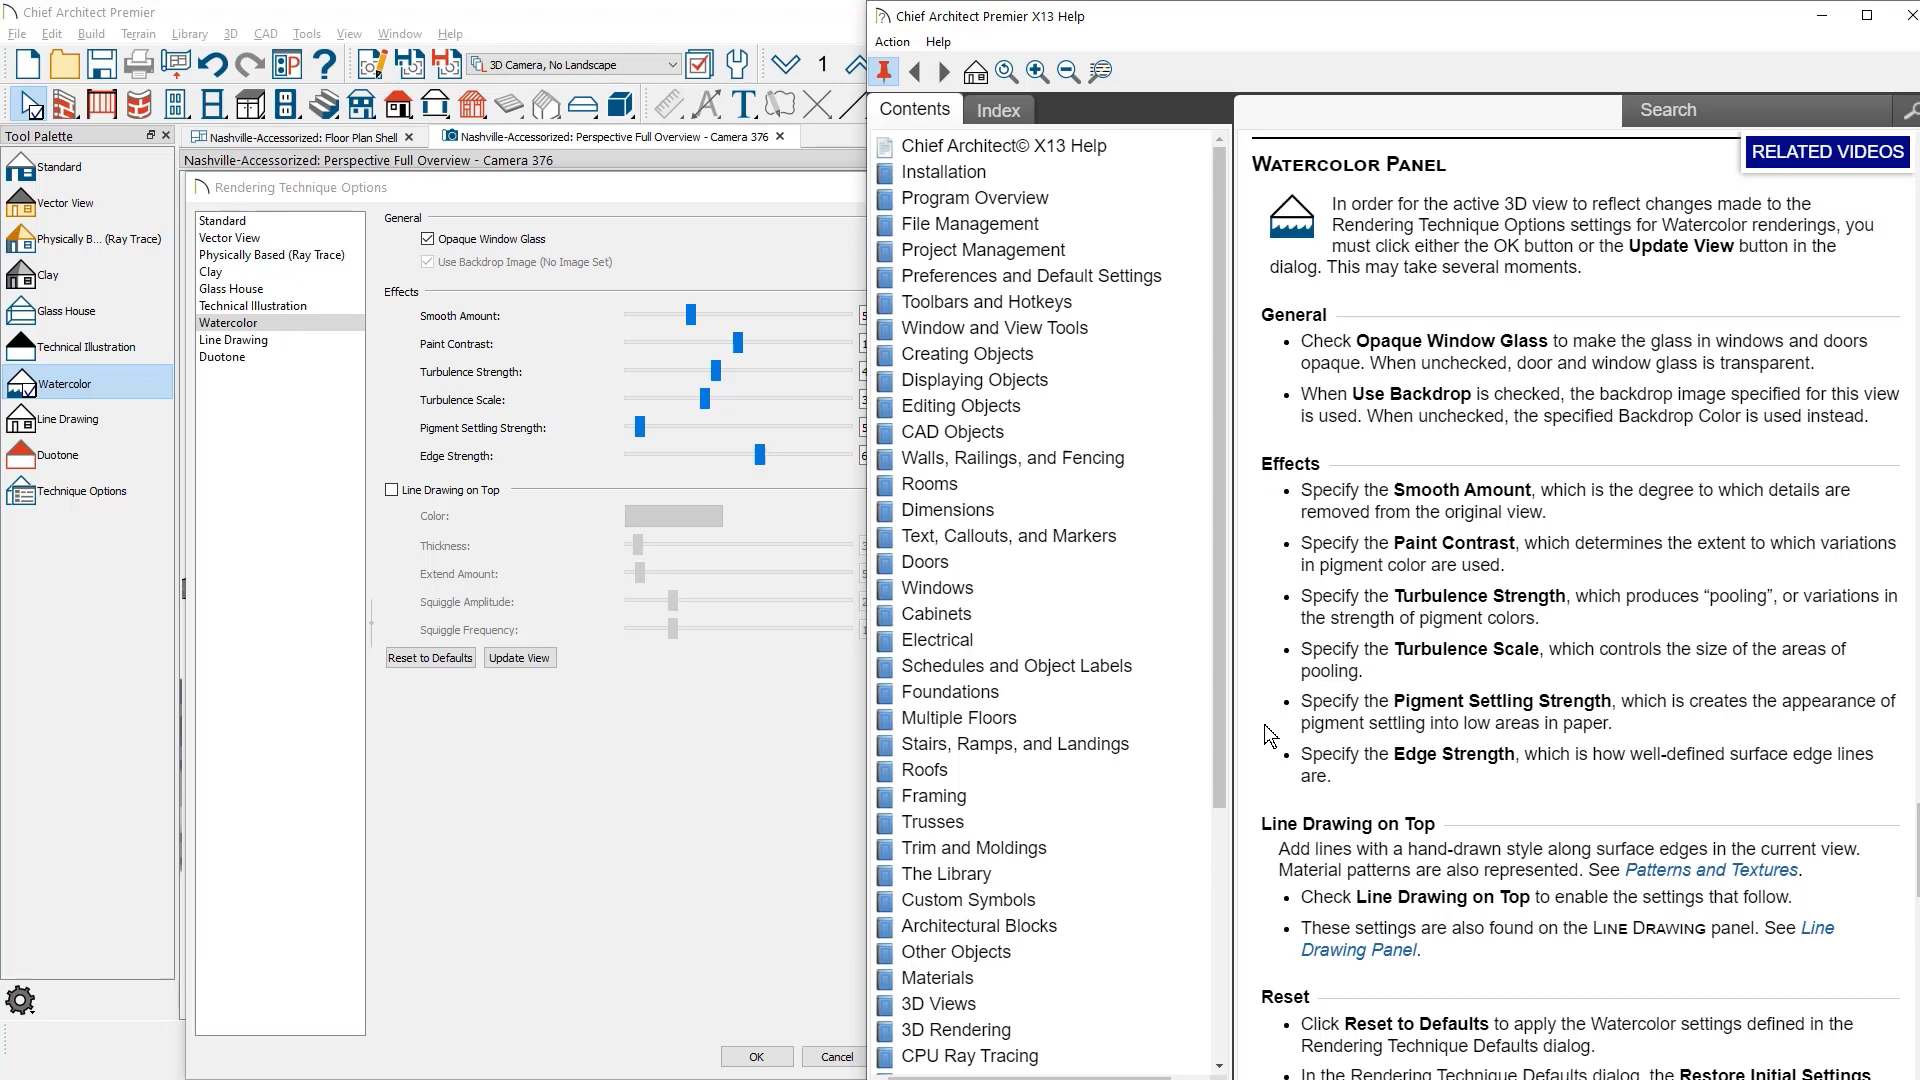 Chief Architect Premier
File Edit Build Terrain Library 3D CAD Tools View Window Help
3D Camera, No Landscape
1
Tool Palette
Nashville-Accessorized: Floor Plan Shell
Nashville-Accessorized: Perspective Full Overview - Camera 376
Nashville-Accessorized: Perspective Full Overview - Camera 376
Standard
Vector View
Physically B... (Ray Trace)
Clay
Glass House
Technical Illustration
Watercolor
Line Drawing
Duotone
Technique Options
Rendering Technique Options
Standard
Vector View
Physically Based (Ray Trace)
Clay
Glass House
Technical Illustration
Watercolor
Line Drawing
Duotone
General
Opaque Window Glass
Use Backdrop Image (No Image Set)
Effects
Smooth Amount:
Paint Contrast:
Turbulence Strength:
Turbulence Scale:
Pigment Settling Strength:
Edge Strength:
Line Drawing on Top
Color:
Thickness:
Extend Amount:
Squiggle Amplitude:
Squiggle Frequency:
Reset to Defaults Update View
OK Cancel
Chief Architect Premier X13 Help
Action Help
Contents Index
Search
Chief Architect© X13 Help
Installation
Program Overview
File Management
Project Management
Preferences and Default Settings
Toolbars and Hotkeys
Window and View Tools
Creating Objects
Displaying Objects
Editing Objects
CAD Objects
Walls, Railings, and Fencing
Rooms
Dimensions
Text, Callouts, and Markers
Doors
Windows
Cabinets
Electrical
Schedules and Object Labels
Foundations
Multiple Floors
Stairs, Ramps, and Landings
Roofs
Framing
Trusses
Trim and Moldings
The Library
Custom Symbols
Architectural Blocks
Other Objects
Materials
3D Views
3D Rendering
CPU Ray Tracing
WATERCOLOR PANEL
RELATED VIDEOS
In order for the active 3D view to reflect changes made to the
Rendering Technique Options settings for Watercolor renderings, you
must click either the OK button or the Update View button in the
dialog. This may take several moments.
General
• Check Opaque Window Glass to make the glass in windows and doors
opaque. When unchecked, door and window glass is transparent.
• When Use Backdrop is checked, the backdrop image specified for this view
is used. When unchecked, the specified Backdrop Color is used instead.
Effects
• Specify the Smooth Amount, which is the degree to which details are
removed from the original view.
• Specify the Paint Contrast, which determines the extent to which variations
in pigment color are used.
• Specify the Turbulence Strength, which produces “pooling”, or variations in
the strength of pigment colors.
• Specify the Turbulence Scale, which controls the size of the areas of
pooling.
• Specify the Pigment Settling Strength, which is creates the appearance of
pigment settling into low areas in paper.
• Specify the Edge Strength, which is how well-defined surface edge lines
are.
Line Drawing on Top
Add lines with a hand-drawn style along surface edges in the current view.
Material patterns are also represented. See Patterns and Textures.
• Check Line Drawing on Top to enable the settings that follow.
• These settings are also found on the LINE DRAWING panel. See Line
Drawing Panel.
Reset
• Click Reset to Defaults to apply the Watercolor settings defined in the
Rendering Technique Defaults dialog.
• In the Rendering Technique Defaults dialog, the Restore Initial Settings